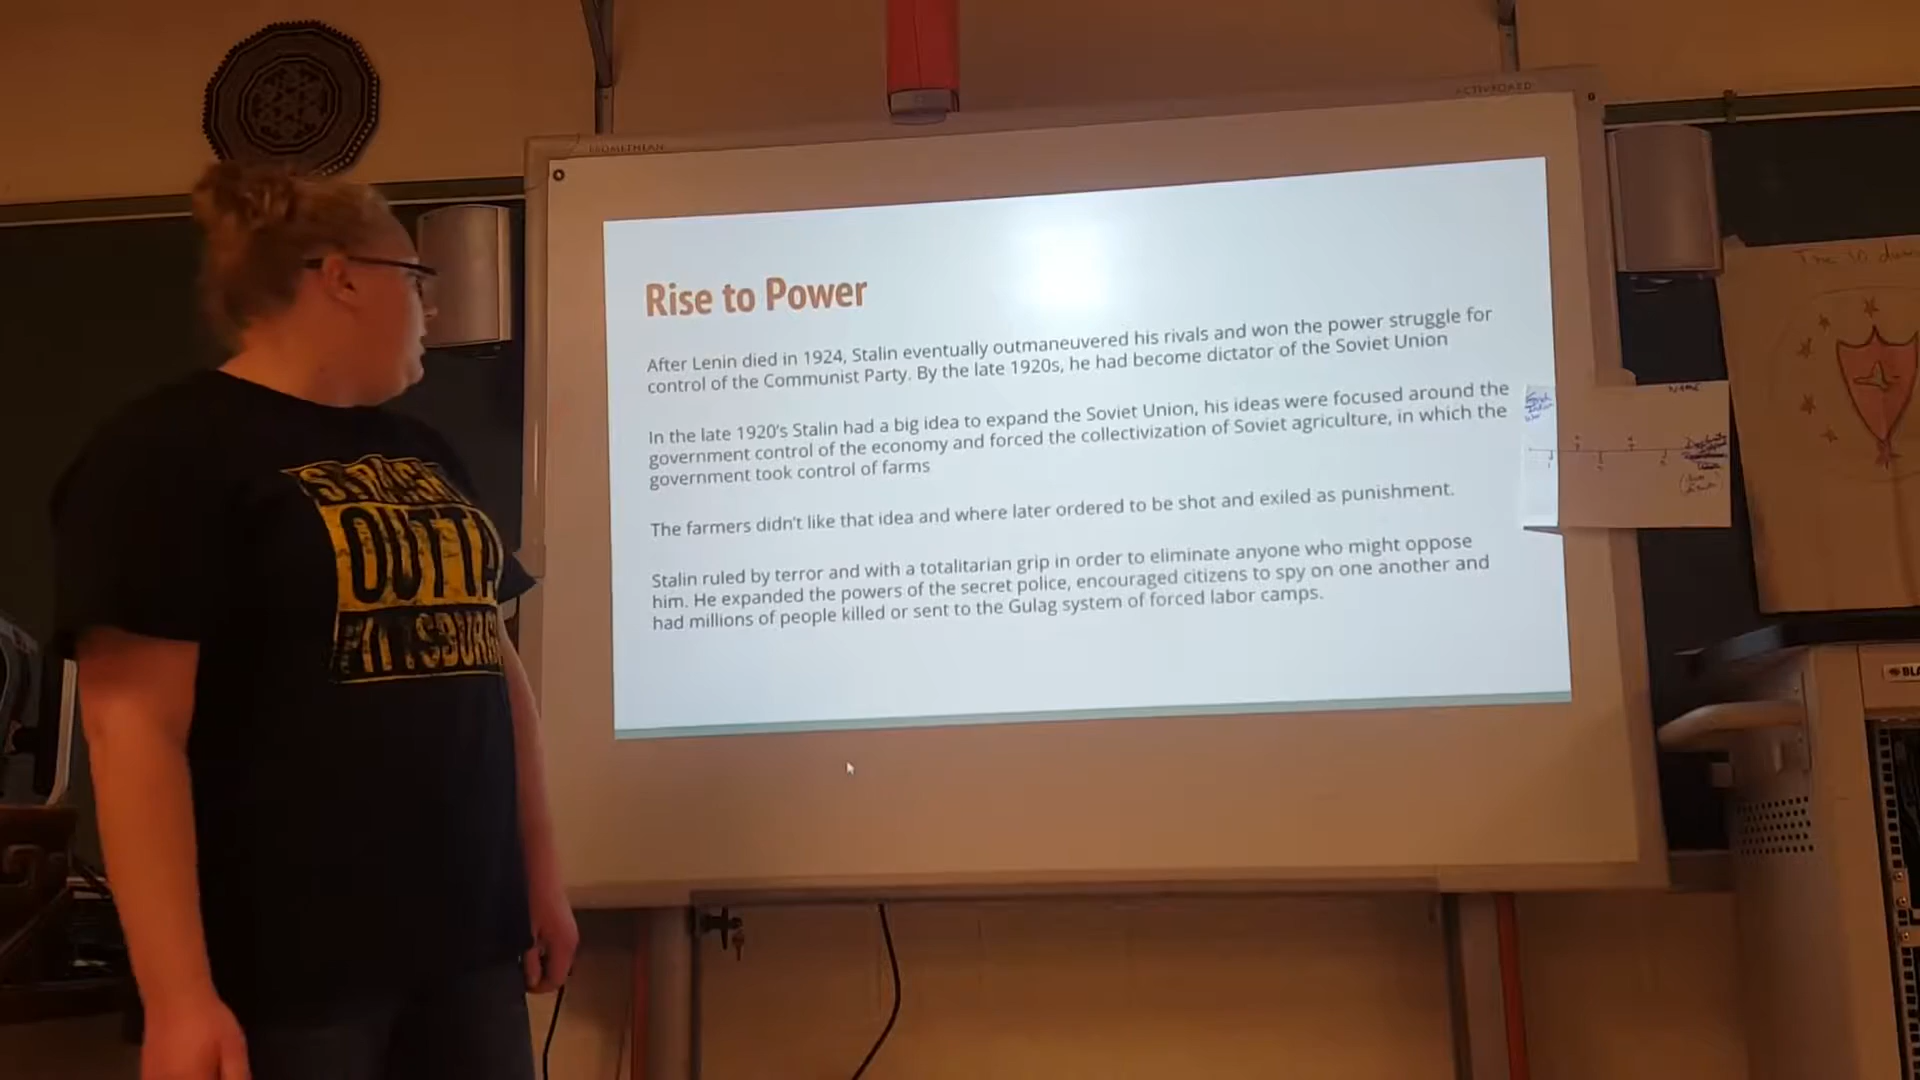 PROMETHEAN
ACTIVBOARD
Rise to Power
After Lenin died in 1924, Stalin eventually outmaneuvered his rivals and won the power struggle for
control of the Communist Party. By the late 1920s, he had become dictator of the Soviet Union
In the late 1920's Stalin had a big idea to expand the Soviet Union, his ideas were focused around the
government control of the economy and forced the collectivization of Soviet agriculture, in which the
government took control of farms
The farmers didn't like that idea and where later ordered to be shot and exiled as punishment.
Stalin ruled by terror and with a totalitarian grip in order to eliminate anyone who might oppose
him. He expanded the powers of the secret police, encouraged citizens to spy on one another and
had millions of people killed or sent to the Gulag system of forced labor camps.
OUTTA
PITTSBURGH
The 10
NAME